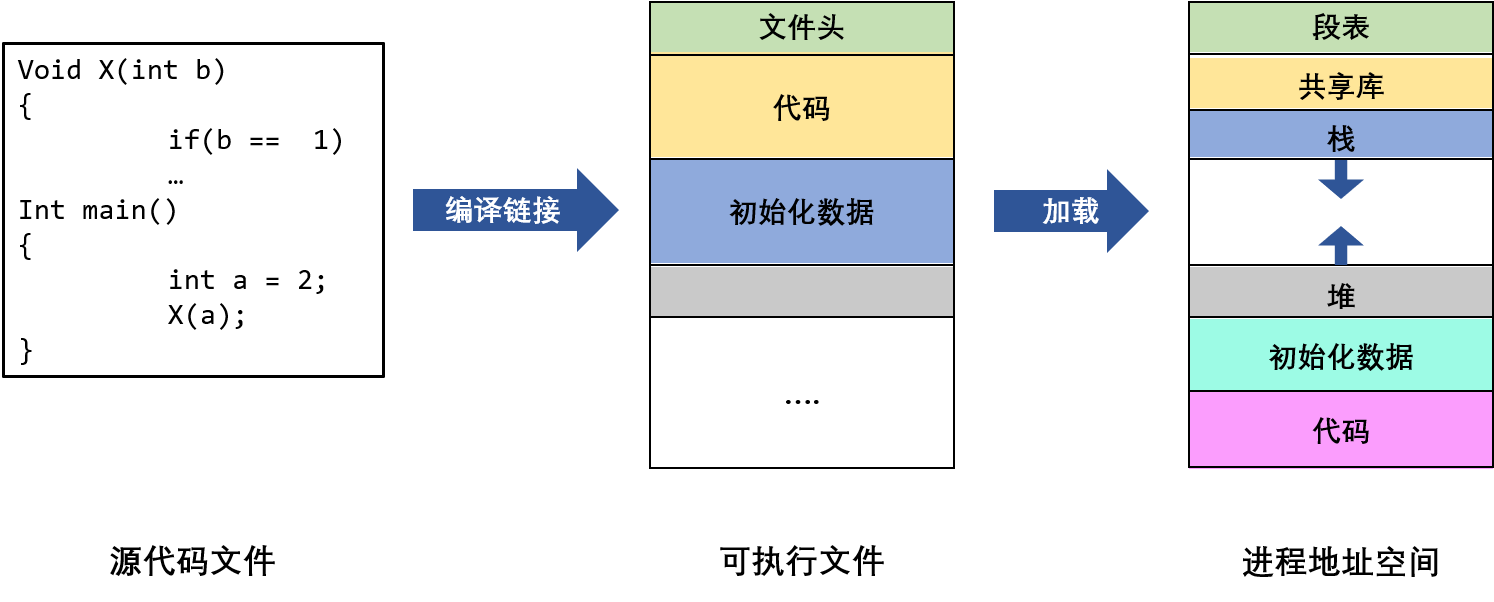 Void X(int b)
{
if(b ==  1)
…
Int main()
{
int a = 2;
X(a);
}
源代码文件
编译链接
文件头
代码
初始化数据
....
可执行文件
加载
段表
共享库
栈
堆
初始化数据
代码
进程地址空间